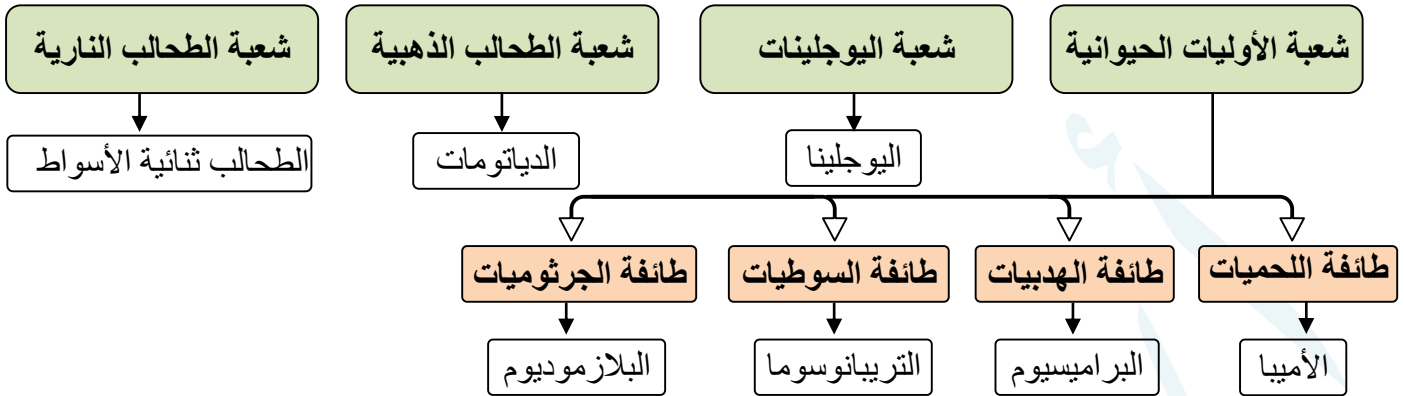 شعبة الأوليات الحيوانية
شعبة اليوجلينات
شعبة الطحالب الذهبية
شعبة الطحالب النارية
اليوجلينا
الدياتومات
الطحالب ثنائية الأسواط
طائفة اللحميات
طائفة الهدبيات
طائفة السوطيات
طائفة الجرثوميات
الأميبا
البراميسيوم
التريبانوسوما
البلازموديوم